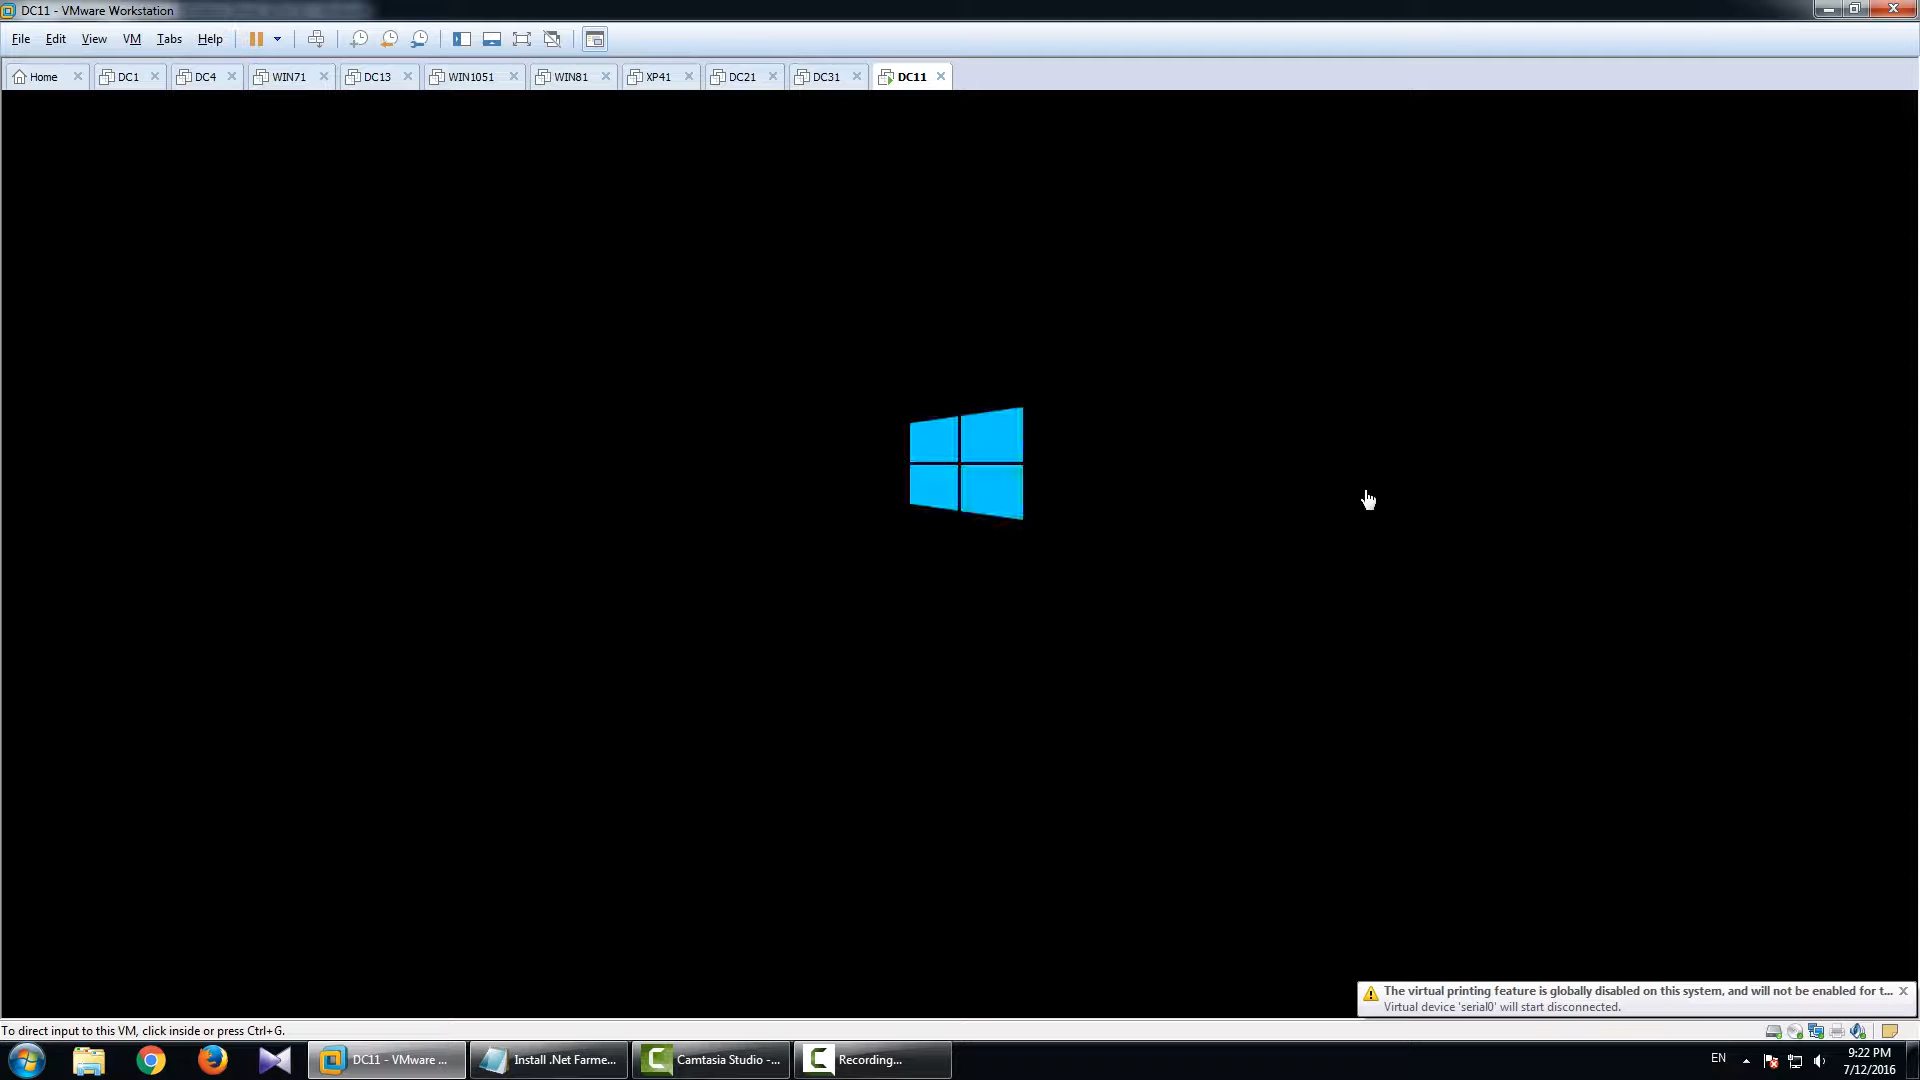 DC11 - VMware Workstation
File Edit View VM Tabs Help
Home DC1 DC4 WIN71 DC13 WIN1051 WIN81 XP41 DC21 DC31 DC11
The virtual printing feature is globally disabled on this system, and will not be enabled for t...
Virtual device 'serial0' will start disconnected.
To direct input to this VM, click inside or press Ctrl+G.
DC11 - VMware ... Install .Net Farme... Camtasia Studio -... Recording... EN 9:22 PM
7/12/2016